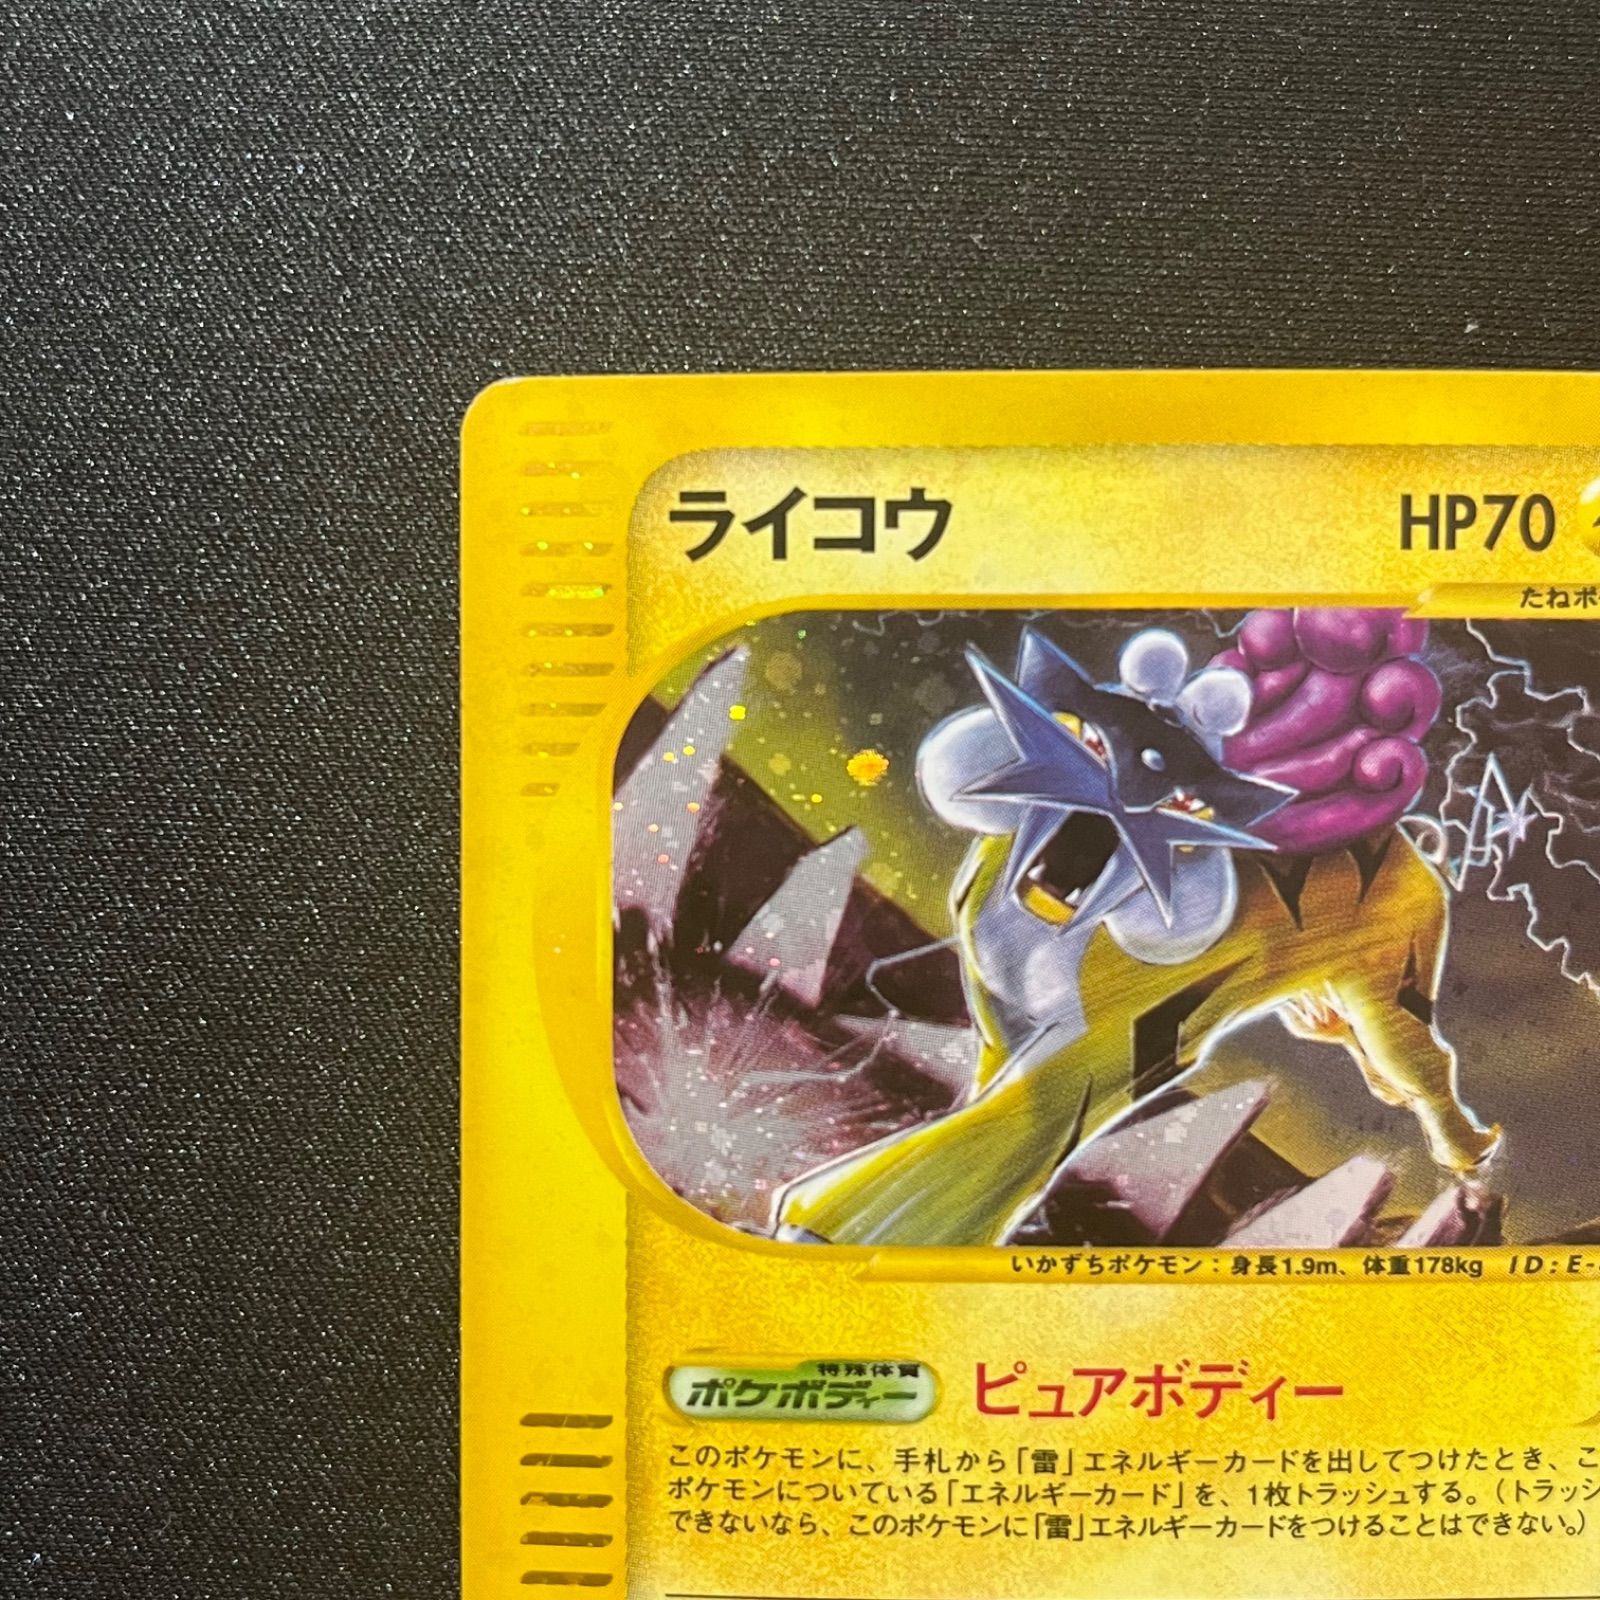 ライコウ HP70
たねポ
いかずちポケモン：身長1.9m、体重178kg ID:E-
特殊体質
ポケボディー ピュアボディー
このポケモンに、手札から「雷」エネルギーカードを出してつけたとき、こ
ポケモンについている「エネルギーカード」を、1枚トラッシュする。（トラッシ
できないなら、このポケモンに「雷」エネルギーカードをつけることはできない。）